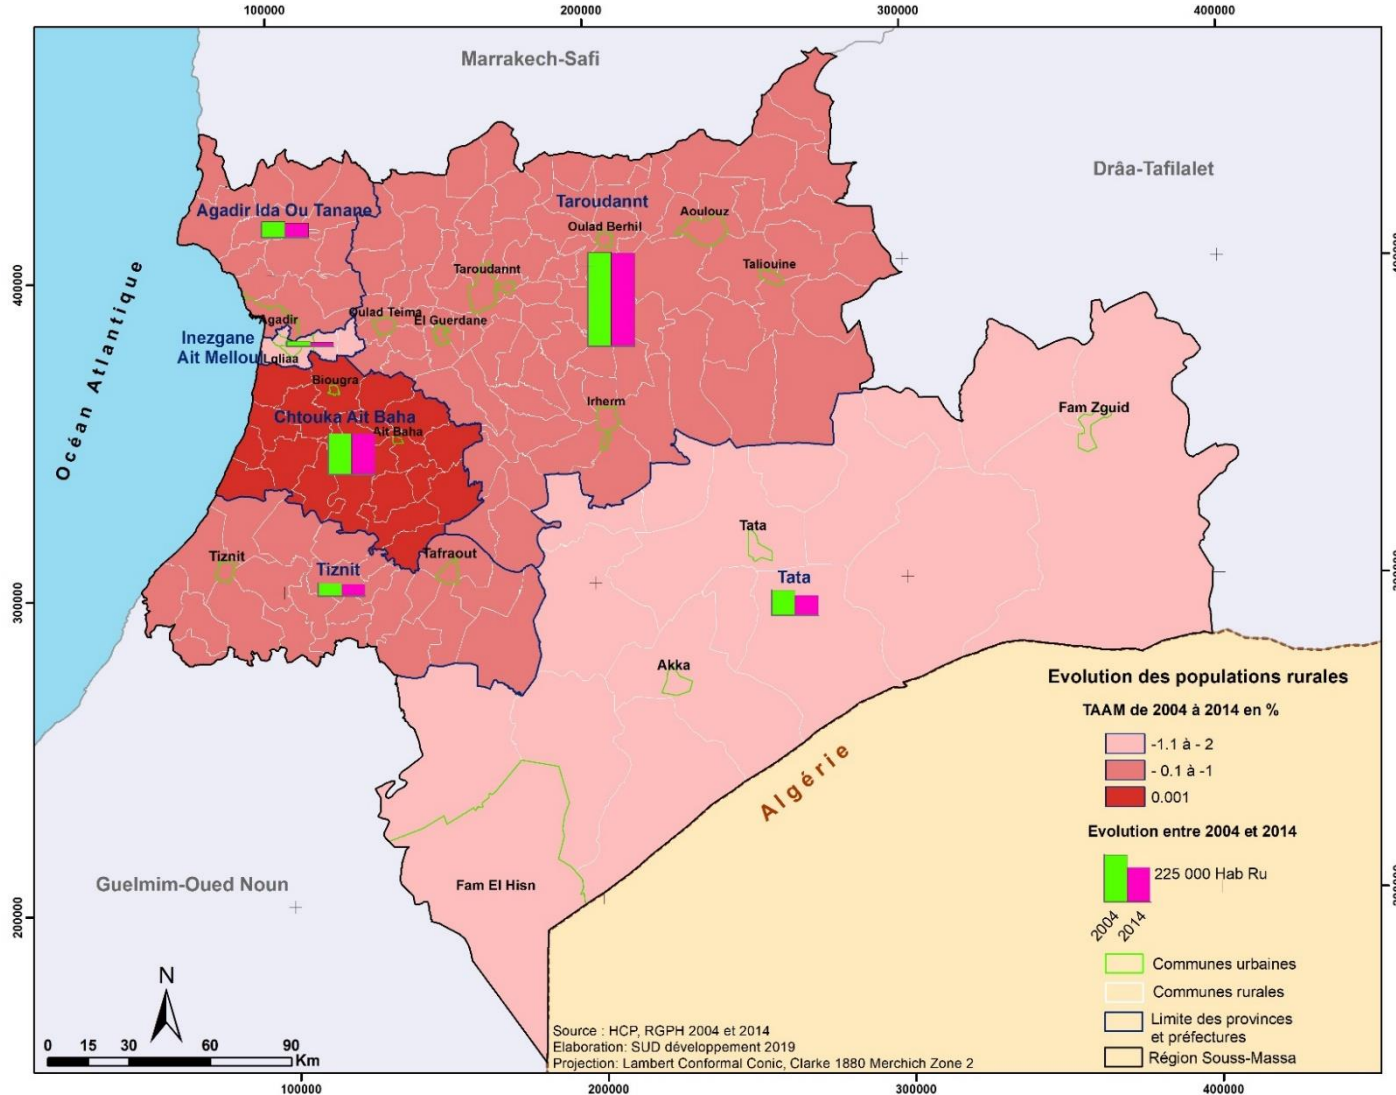 100000
200000
300000
400000
Marrakech-Safi
Drâa-Tafilalet
Agadir Ida Ou Tanane
Taroudannt
Aoulouz
Oulad Berhil
Taliouine
Taroudannt
400000
Océan Atlantique
Agadir
Oulad Teima
El Guerdane
Inezgane
Ait Melloul
Lqliaa
Biougra
Irherm
Fam Zguid
Chtouka Ait Baha
Ait Baha
Tata
Tiznit
Tafraout
Tiznit
Tata
300000
Akka
Algérie
Fam El Hisn
Guelmim-Oued Noun
200000
Evolution des populations rurales
TAAM de 2004 à 2014 en %
-1.1 à - 2
- 0.1 à -1
0.001
Evolution entre 2004 et 2014
225 000 Hab Ru
2004
2014
Communes urbaines
Communes rurales
Limite des provinces
et préfectures
Région Souss-Massa
N
0 15 30 60 90
Km
Source : HCP, RGPH 2004 et 2014
Elaboration: SUD développement 2019
Projection: Lambert Conformal Conic, Clarke 1880 Merchich Zone 2
100000
200000
300000
400000